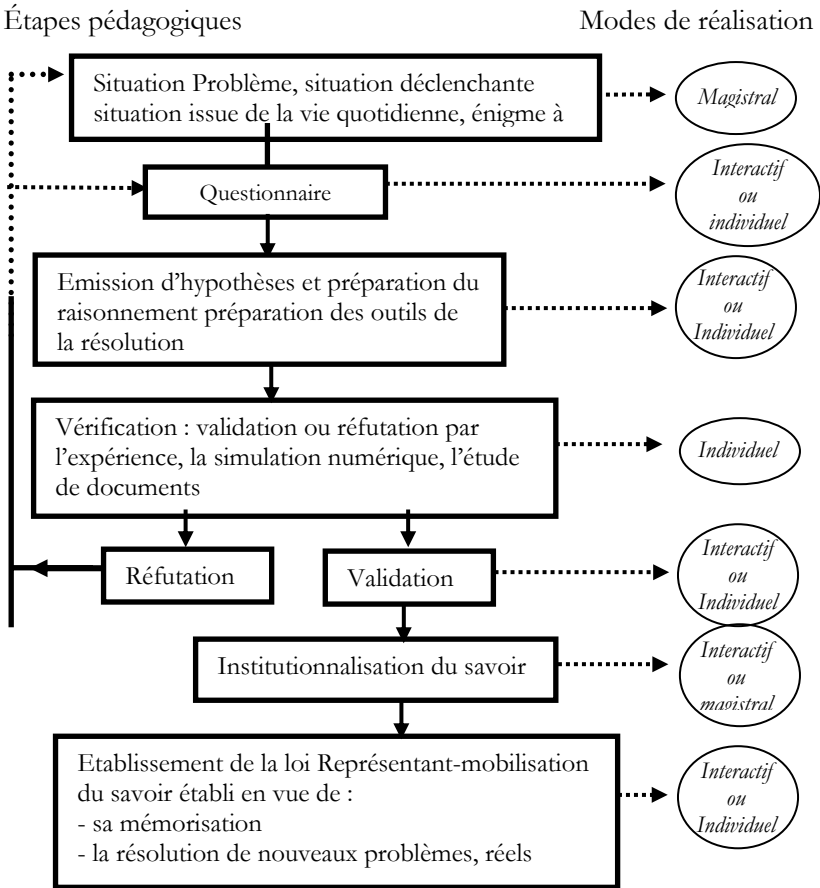 Étapes pédagogiques
Modes de réalisation
Situation Problème, situation déclenchante
situation issue de la vie quotidienne, énigme à
Magistral
Questionnaire
Interactif
ou
individuel
Emission d’hypothèses et préparation du
raisonnement préparation des outils de
la résolution
Interactif
ou
Individuel
Vérification : validation ou réfutation par
l’expérience, la simulation numérique, l’étude
de documents
Individuel
Réfutation
Validation
Interactif
ou
Individuel
Institutionnalisation du savoir
Interactif
ou
magistral
Etablissement de la loi Représentant-mobilisation
du savoir établi en vue de :
- sa mémorisation
- la résolution de nouveaux problèmes, réels
Interactif
ou
Individuel